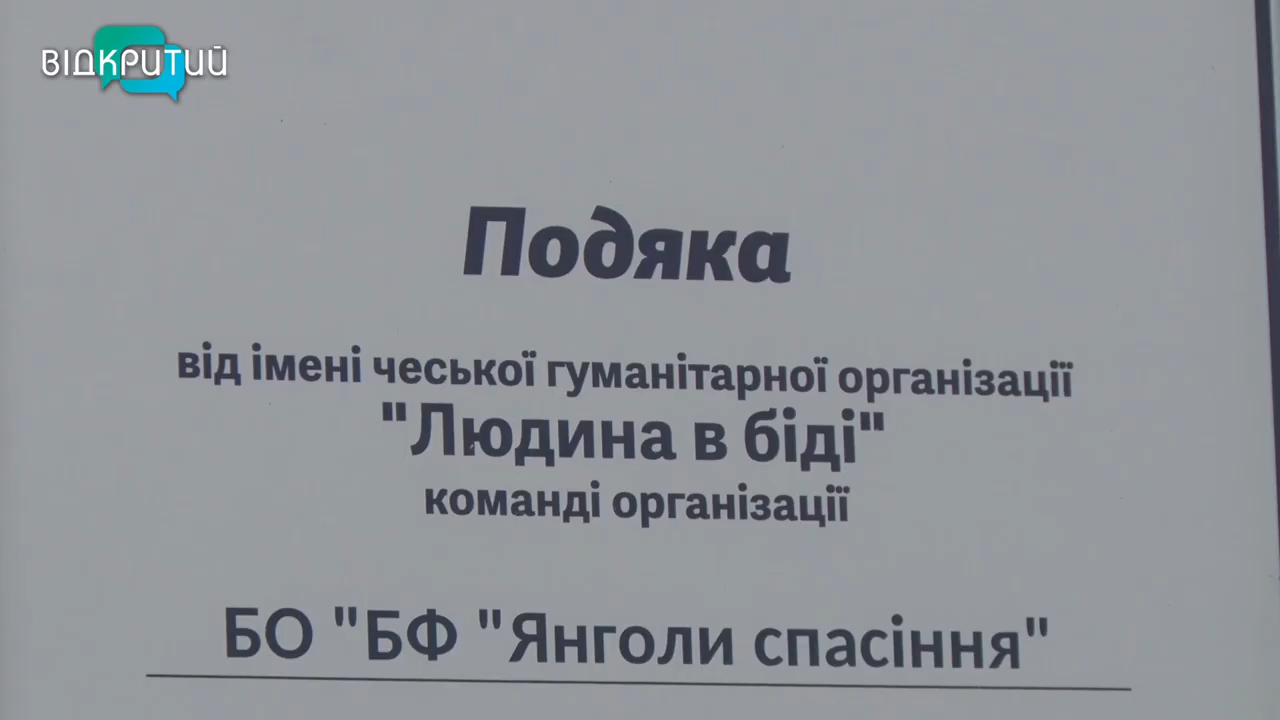 ВІДКРИТИЙ
Подяка
від імені чеської гуманітарної організації
"Людина в біді"
команді організації
БО "БФ "Янголи спасіння"